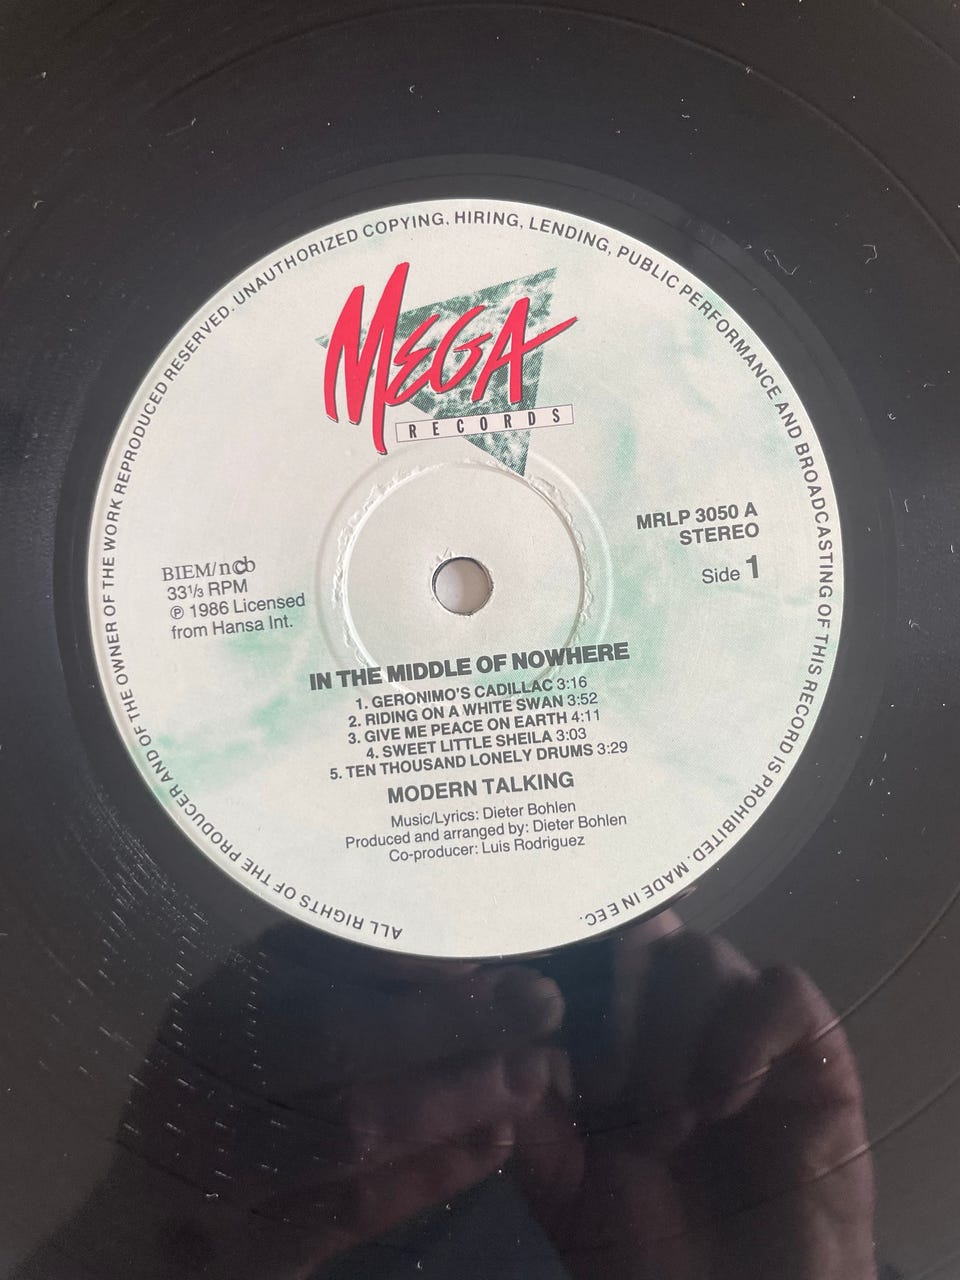 ALL RIGHTS OF THE PRODUCER AND OF THE OWNER OF THE WORK REPRODUCED RESERVED. UNAUTHORIZED COPYING, HIRING, LENDING, PUBLIC PERFORMANCE AND BROADCASTING OF THIS RECORD IS PROHIBITED. MADE IN EEC.
MEGA
RECORDS
MRLP 3050 A
STEREO
Side 1
BIEM/ncb
33⅓ RPM
℗ 1986 Licensed
from Hansa Int.
IN THE MIDDLE OF NOWHERE
1. GERONIMO'S CADILLAC 3:16
2. RIDING ON A WHITE SWAN 3:52
3. GIVE ME PEACE ON EARTH 4:11
4. SWEET LITTLE SHEILA 3:03
5. TEN THOUSAND LONELY DRUMS 3:29
MODERN TALKING
Music/Lyrics: Dieter Bohlen
Produced and arranged by: Dieter Bohlen
Co-producer: Luis Rodriguez